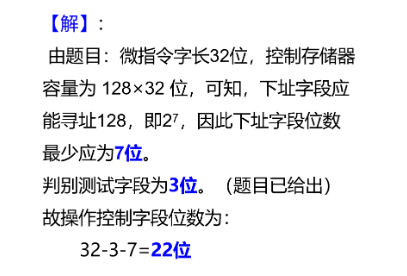 【解】：
由题目：微指令字长32位，控制存储器
容量为 128×32 位，可知，下址字段应
能寻址128，即2⁷，因此下址字段位数
最少应为7位。
判别测试字段为3位。（题目已给出）
故操作控制字段位数为：
32-3-7=22位